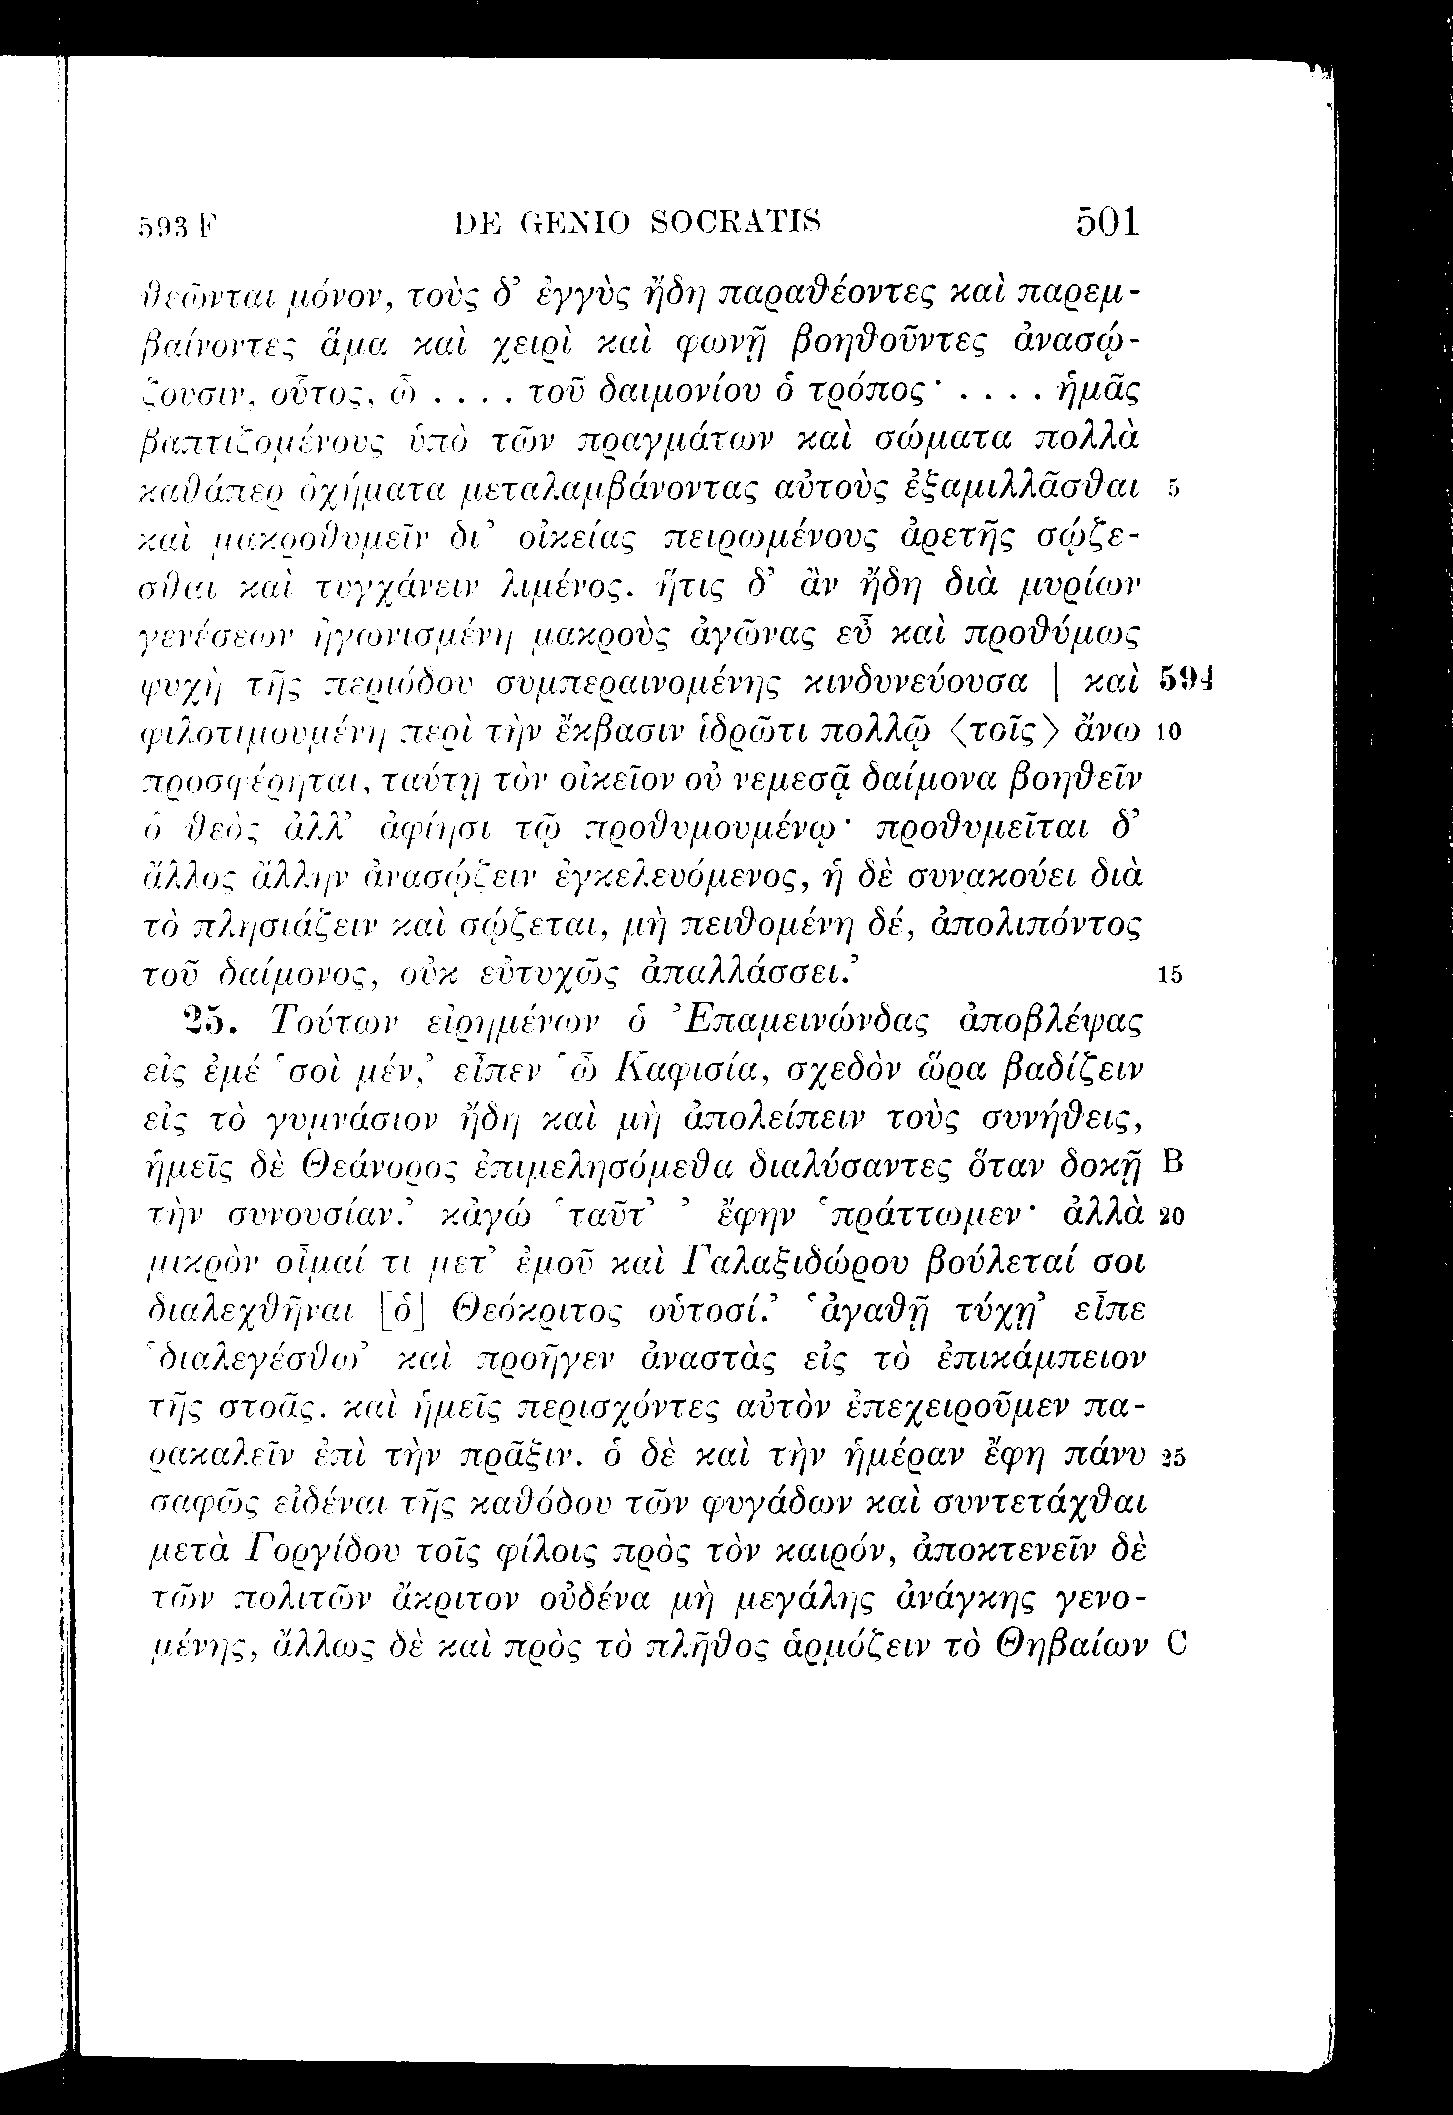 593 F DE GENIO SOCRATIS 501
θεῶνται μόνον, τοὺς δ’ ἐγγὺς ἤδη παραθέοντες καὶ παρεμ-
βαίνοντες ἅμα καὶ χειρὶ καὶ φωνῇ βοηθοῦντες ἀνασῴ-
ζουσιν, οὗτος, ὦ . . . . τοῦ δαιμονίου ὁ τρόπος· . . . . ἡμᾶς
βαπτιζομένους ὑπὸ τῶν πραγμάτων καὶ σώματα πολλὰ
καθάπερ ὀχήματα μεταλαμβάνοντας αὐτοὺς ἐξαμιλλᾶσθαι 5
καὶ μακροθυμεῖν δι’ οἰκείας πειρωμένους ἀρετῆς σῴζε-
σθαι καὶ τυγχάνειν λιμένος. ἥτις δ’ ἂν ἤδη διὰ μυρίων
γενέσεων ἠγωνισμένη μακροὺς ἀγῶνας εὖ καὶ προθύμως
ψυχὴ τῆς περιόδου συμπεραινομένης κινδυνεύουσα | καὶ 594
φιλοτιμουμένη περὶ τὴν ἔκβασιν ἱδρῶτι πολλῷ ⟨τοῖς⟩ ἄνω 10
προσφέρηται, ταύτῃ τὸν οἰκεῖον οὐ νεμεσᾷ δαίμονα βοηθεῖν
ὁ θεὸς ἀλλ’ ἀφίησι τῷ προθυμουμένῳ· προθυμεῖται δ’
ἄλλος ἄλλην ἀνασῴζειν ἐγκελευόμενος, ἡ δὲ συνακούει διὰ
τὸ πλησιάζειν καὶ σῴζεται, μὴ πειθομένη δέ, ἀπολιπόντος
τοῦ δαίμονος, οὐκ εὐτυχῶς ἀπαλλάσσει.’ 15
25. Τούτων εἰρημένων ὁ Ἐπαμεινώνδας ἀποβλέψας
εἰς ἐμέ ‘σοὶ μέν,’ εἶπεν ‘ὦ Καφισία, σχεδὸν ὥρα βαδίζειν
εἰς τὸ γυμνάσιον ἤδη καὶ μὴ ἀπολείπειν τοὺς συνήθεις,
ἡμεῖς δὲ Θεάνορος ἐπιμελησόμεθα διαλύσαντες ὅταν δοκῇ B
τὴν συνουσίαν.’ κἀγώ ‘ταῦτ’ ’ ἔφην ‘πράττωμεν· ἀλλὰ 20
μικρὸν οἶμαί τι μετ’ ἐμοῦ καὶ Γαλαξιδώρου βούλεταί σοι
διαλεχθῆναι [ὁ] Θεόκριτος οὑτοσί.’ ‘ἀγαθῇ τύχῃ’ εἶπε
‘διαλεγέσθω’ καὶ προῆγεν ἀναστὰς εἰς τὸ ἐπικάμπειον
τῆς στοᾶς. καὶ ἡμεῖς περισχόντες αὐτὸν ἐπεχειροῦμεν πα-
ρακαλεῖν ἐπὶ τὴν πρᾶξιν. ὁ δὲ καὶ τὴν ἡμέραν ἔφη πάνυ 25
σαφῶς εἰδέναι τῆς καθόδου τῶν φυγάδων καὶ συντετάχθαι
μετὰ Γοργίδου τοῖς φίλοις πρὸς τὸν καιρόν, ἀποκτενεῖν δὲ
τῶν πολιτῶν ἄκριτον οὐδένα μὴ μεγάλης ἀνάγκης γενο-
μένης, ἄλλως δὲ καὶ πρὸς τὸ πλῆθος ἁρμόζειν τὸ Θηβαίων C